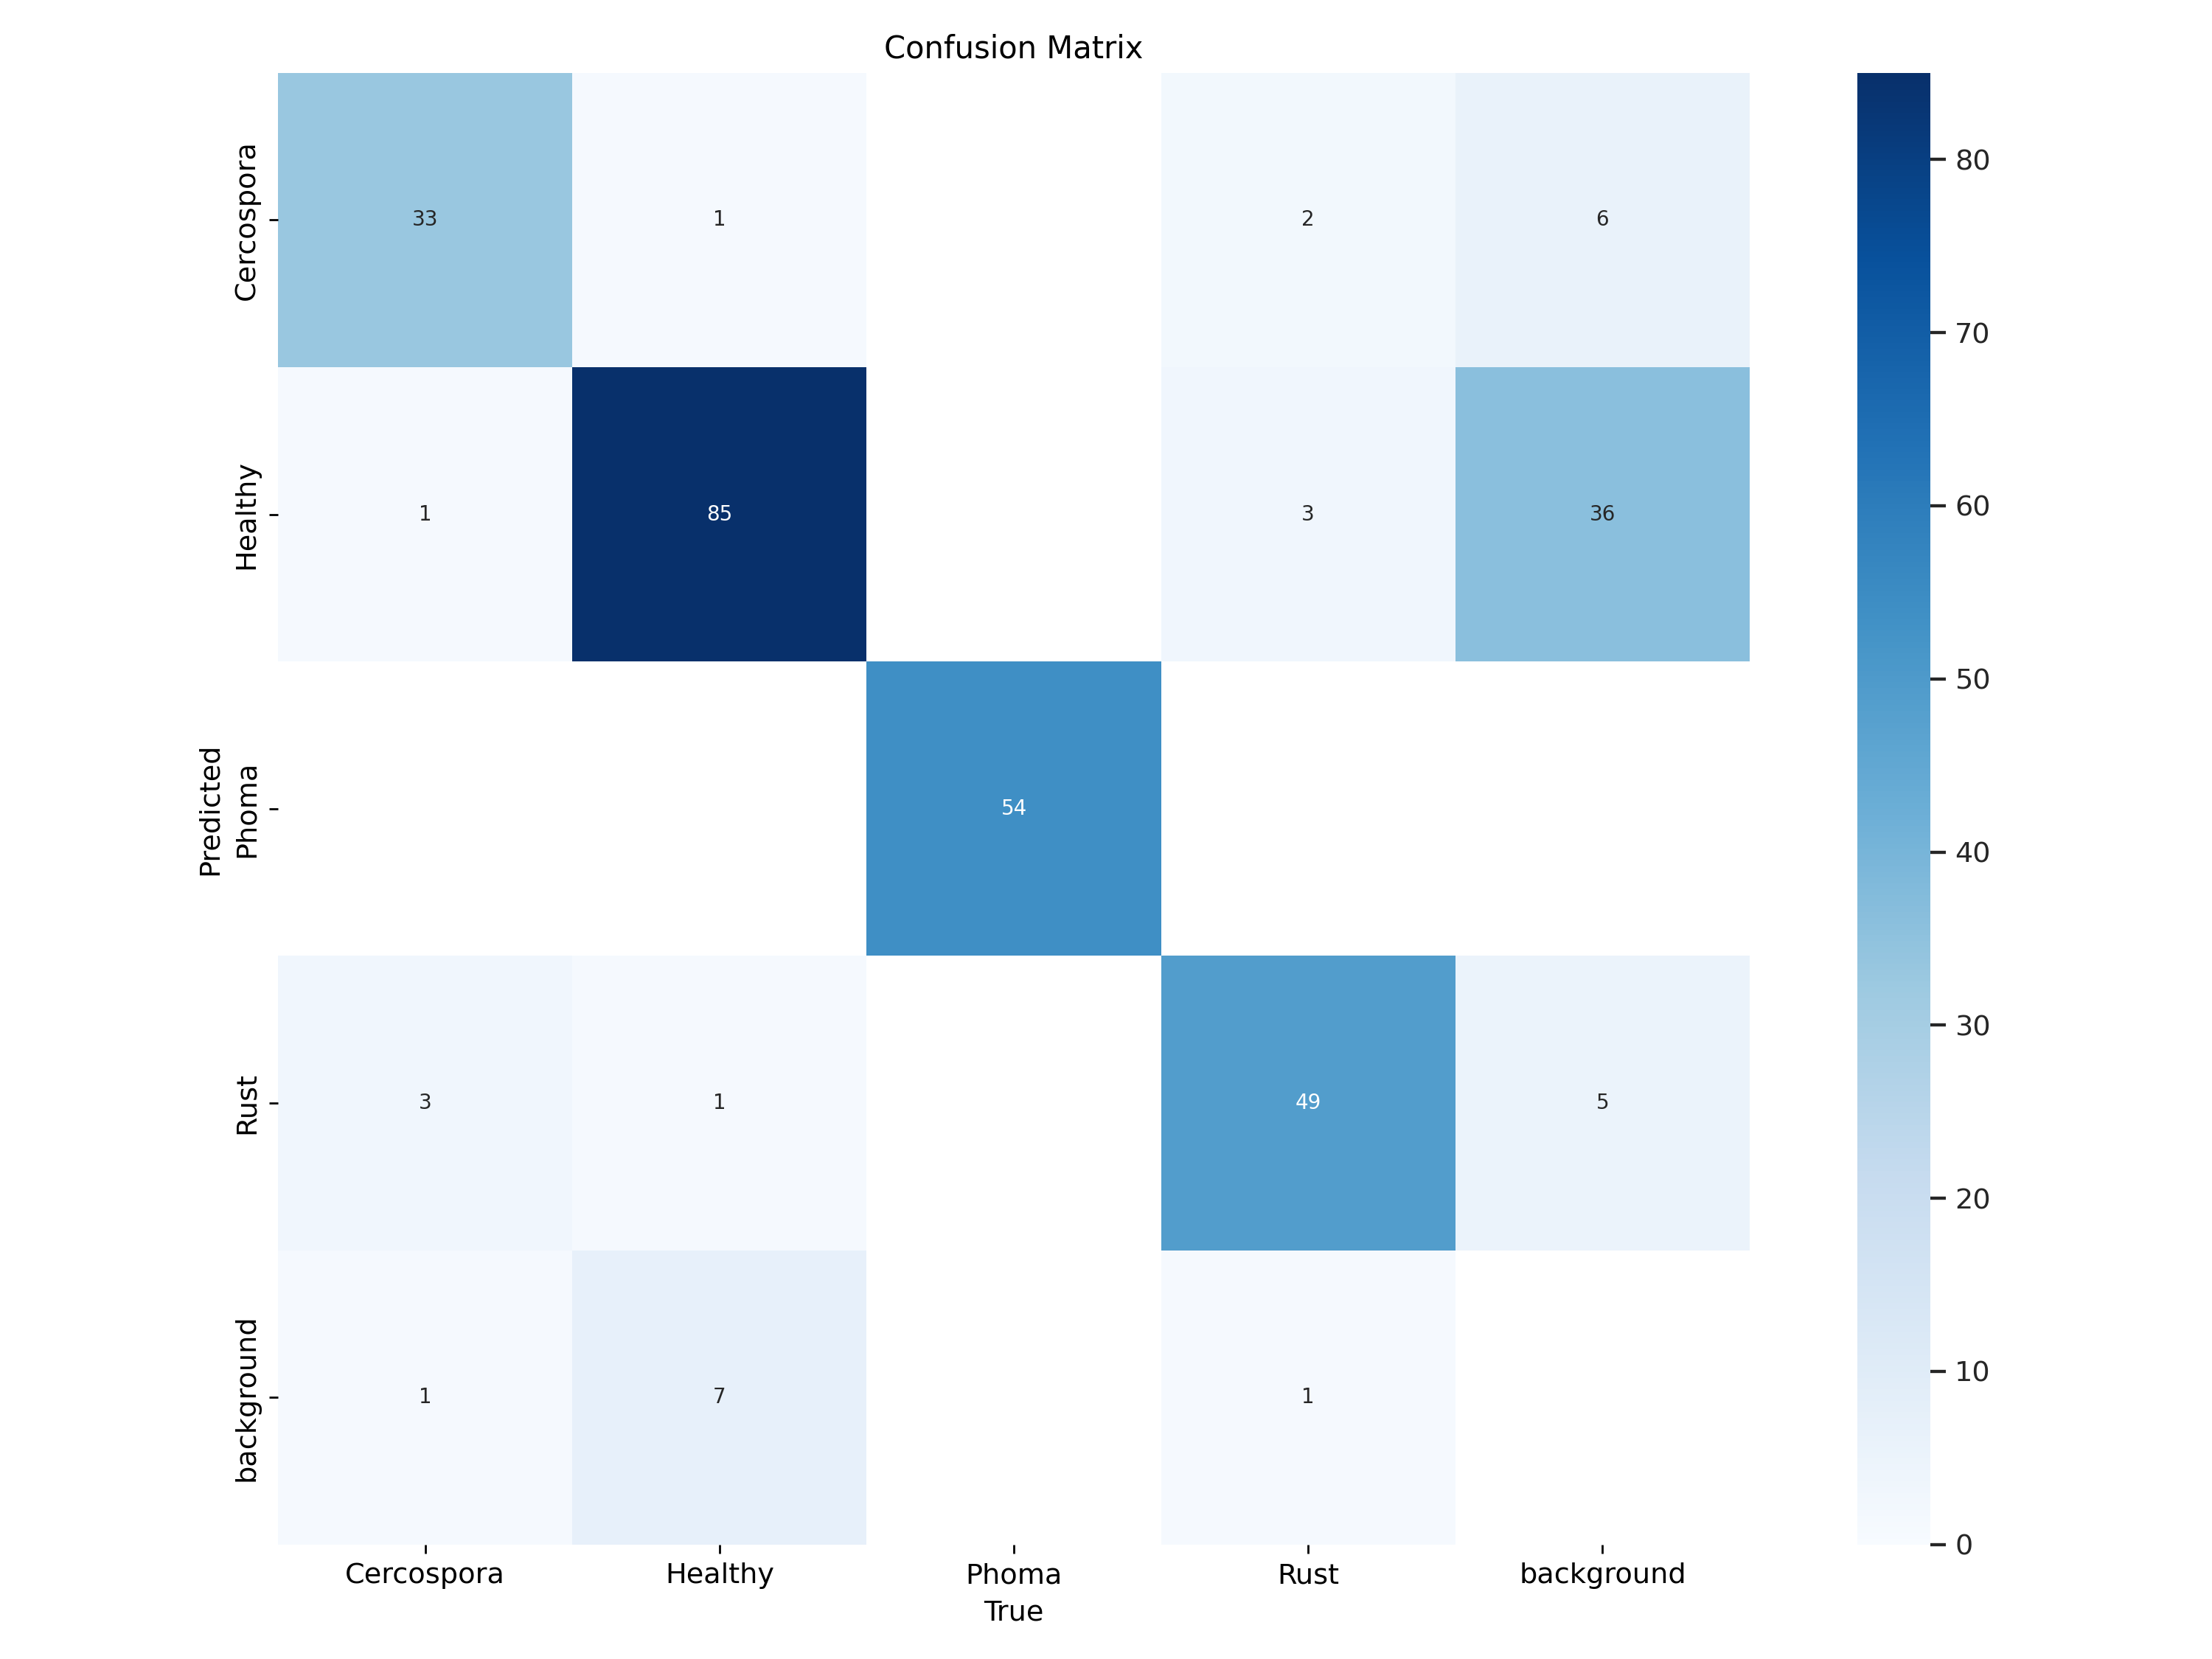 Confusion Matrix
Cercospora
33
1
2
6
Healthy
1
85
3
36
Predicted
Phoma
54
Rust
3
1
49
5
background
1
7
1
Cercospora
Healthy
Phoma
Rust
background
True
80
70
60
50
40
30
20
10
0